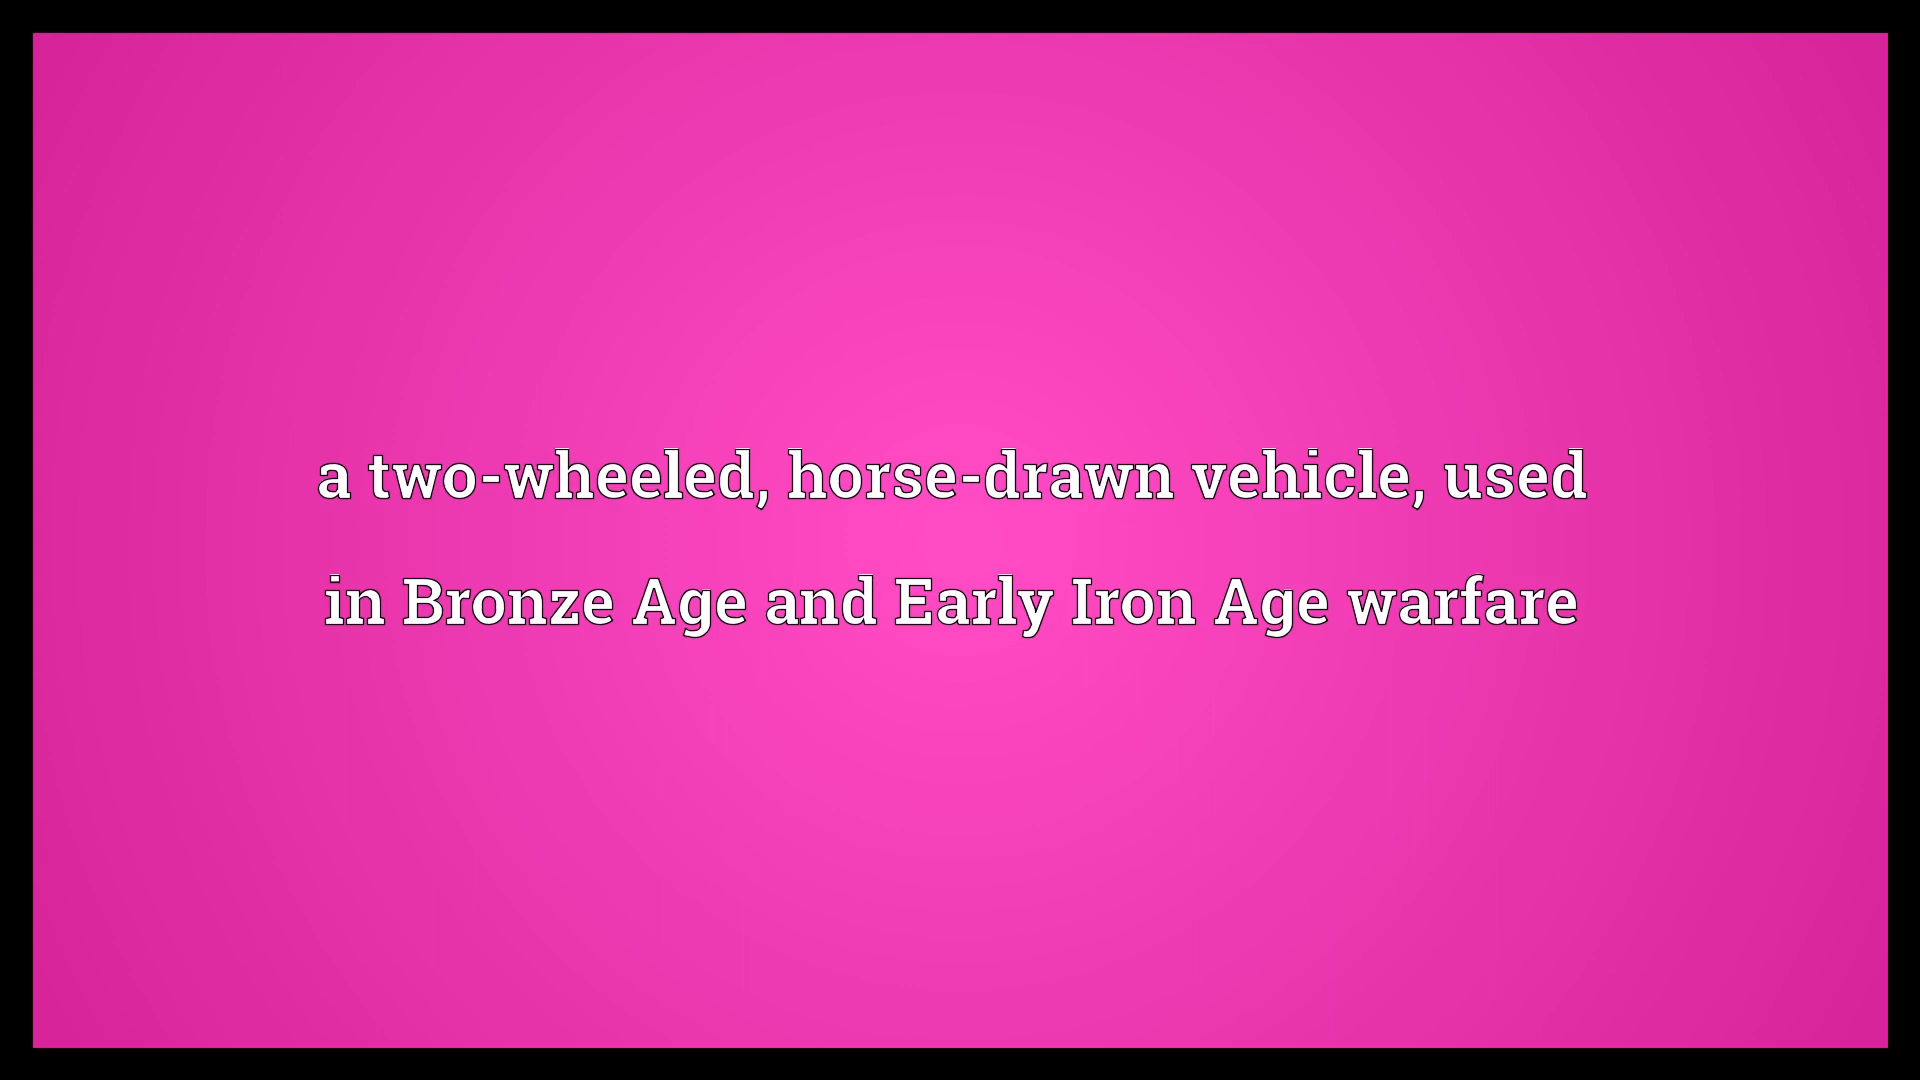 a two-wheeled, horse-drawn vehicle, used
in Bronze Age and Early Iron Age warfare